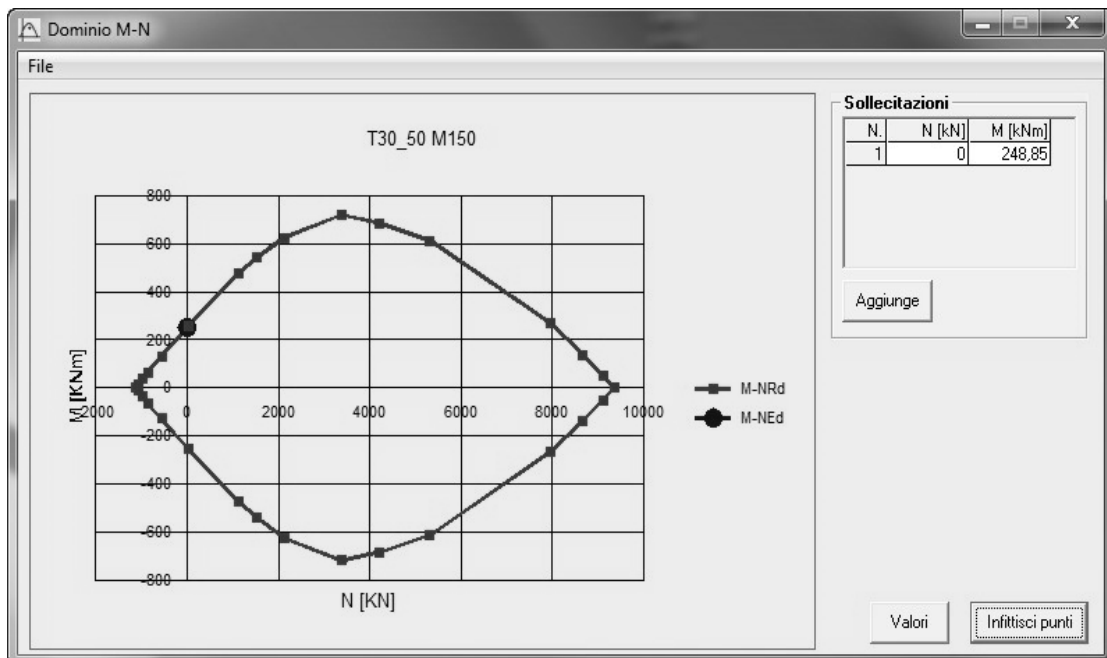 Dominio M-N
File
T30_50 M150
800
600
400
200
0
-200
-400
-600
-800
M [KNm]
-2000
0
2000
4000
6000
8000
10000
N [KN]
M-NRd
M-NEd
Sollecitazioni
N. N [kN] M [kNm]
1 0 248,85
Aggiunge
Valori
Infittisci punti